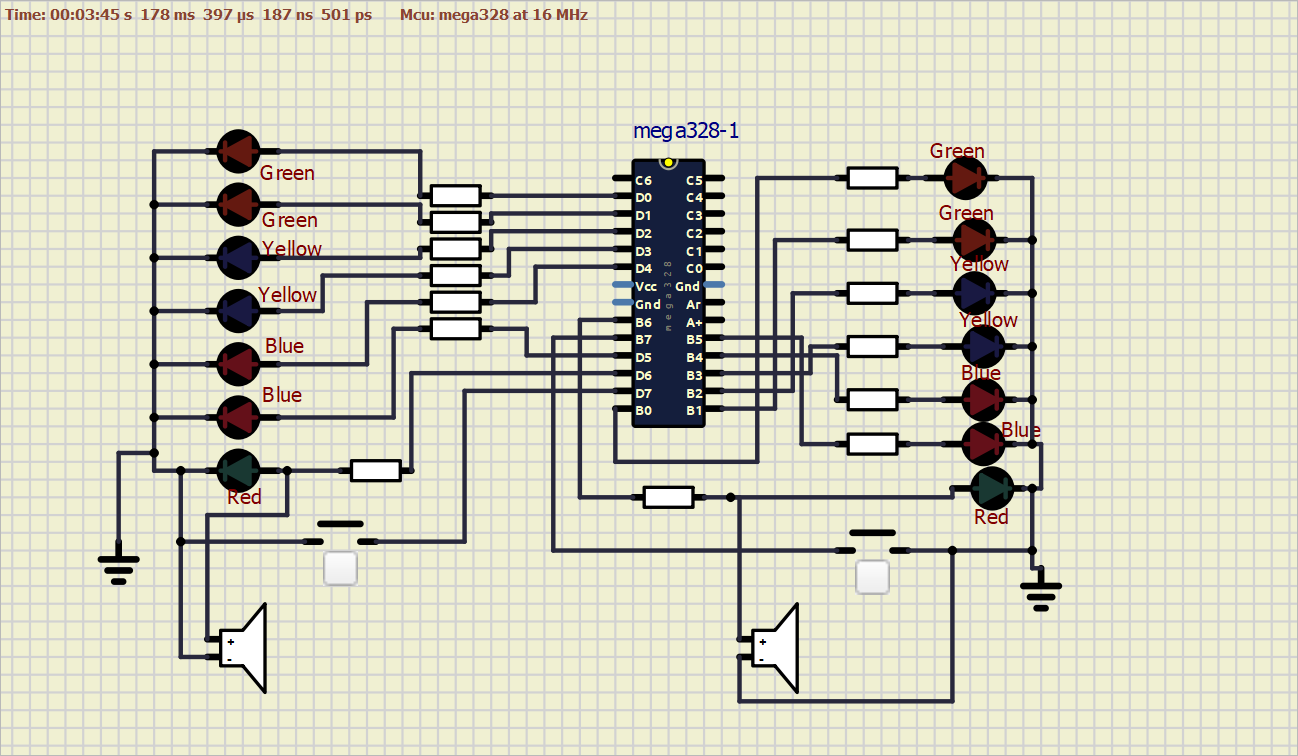 Time: 00:03:45 s 178 ms 397 µs 187 ns 501 ps Mcu: mega328 at 16 MHz
mega328-1
Green
Green
Yellow
Yellow
Blue
Blue
Red
C6 C5
D0 C4
D1 C3
D2 C2
D3 C1
D4 C0
Vcc Gnd
Gnd Ar
B6 A+
B7 B5
D5 B4
D6 B3
D7 B2
B0 B1
mega328
Green
Green
Yellow
Yellow
Blue
Blue
Red
+
-
+
-